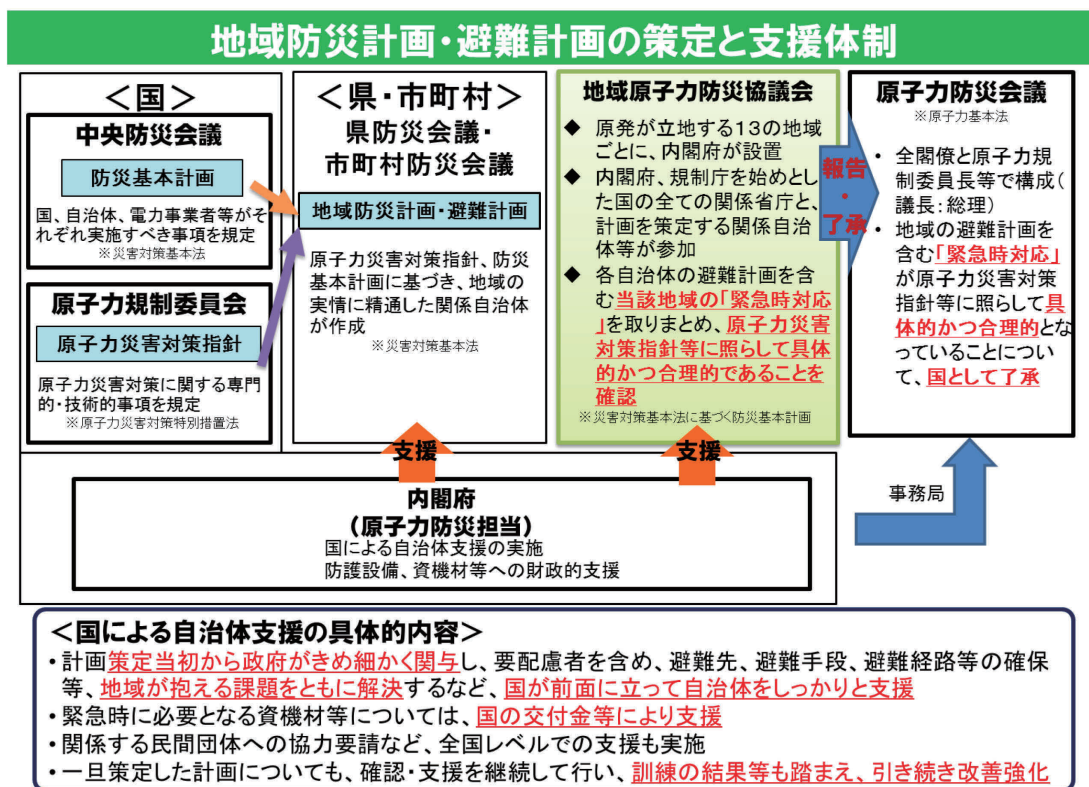 地域防災計画・避難計画の策定と支援体制
＜国＞
中央防災会議
防災基本計画
国、自治体、電力事業者等がそ
れぞれ実施すべき事項を規定
※災害対策基本法
原子力規制委員会
原子力災害対策指針
原子力災害対策に関する専門
的・技術的事項を規定
※原子力災害対策特別措置法
＜県・市町村＞
県防災会議・
市町村防災会議
地域防災計画・避難計画
原子力災害対策指針、防災
基本計画に基づき、地域の
実情に精通した関係自治体
が作成
※災害対策基本法
地域原子力防災協議会
◆ 原発が立地する13の地域
ごとに、内閣府が設置
◆ 内閣府、規制庁を始めとし
た国の全ての関係省庁と、
計画を策定する関係自治
体等が参加
◆ 各自治体の避難計画を含
む当該地域の「緊急時対応
」を取りまとめ、原子力災害
対策指針等に照らして具体
的かつ合理的であることを
確認
※災害対策基本法に基づく防災基本計画
報告
・
了承
原子力防災会議
※原子力基本法
• 全閣僚と原子力規
制委員長等で構成(
議長:総理)
• 地域の避難計画を
含む「緊急時対応」
が原子力災害対策
指針等に照らして具
体的かつ合理的とな
っていることについ
て、国として了承
支援
支援
内閣府
(原子力防災担当)
国による自治体支援の実施
防護設備、資機材等への財政的支援
事務局
＜国による自治体支援の具体的内容＞
・計画策定当初から政府がきめ細かく関与し、要配慮者を含め、避難先、避難手段、避難経路等の確保
等、地域が抱える課題をともに解決するなど、国が前面に立って自治体をしっかりと支援
・緊急時に必要となる資機材等については、国の交付金等により支援
・関係する民間団体への協力要請など、全国レベルでの支援も実施
・一旦策定した計画についても、確認・支援を継続して行い、訓練の結果等も踏まえ、引き続き改善強化